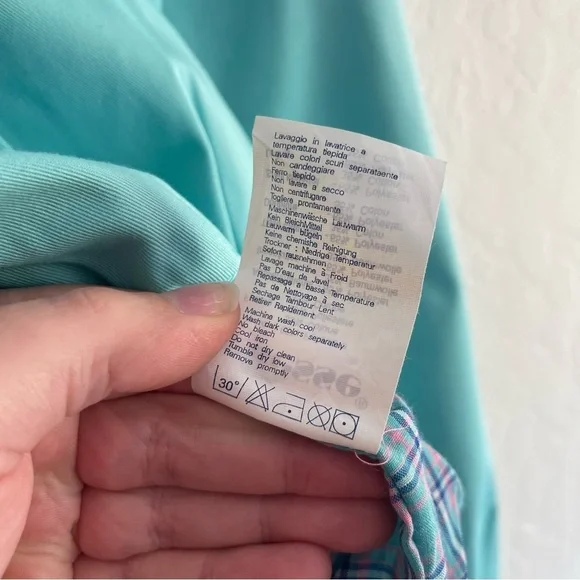 Lavaggio in lavatrice a
temperatura tiepida
Lavare colori scuri separataente
Non candeggiare
Ferro tiepido
Non lavare a secco
Non centrifugare
Togliere prontamente
Maschinenwäsche Lauwarm
Kein BleichMittel
Lauwarm bügeln
Keine chemishe Reinigung
Trockner : Niedrige Temperatur
Sofort rausnehmen
Lavage machine à Froid
Pas D'eau de Javel
Repassage a basse Temperature
Pas de Nettoyage à sec
Sechage Tambour Lent
Retirer Rapidement
Machine wash cool
Wash dark colors separately
No bleach
Cool iron
Do not dry clean
Tumble dry low
Remove promptly
30°